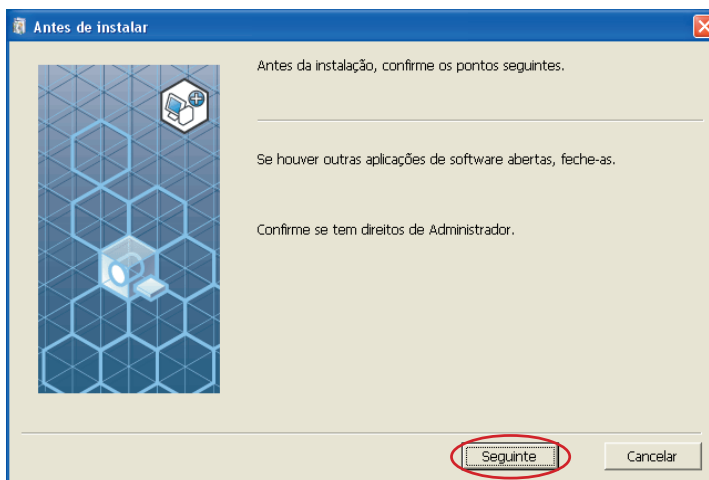 Antes de instalar
Antes da instalação, confirme os pontos seguintes.
Se houver outras aplicações de software abertas, feche-as.
Confirme se tem direitos de Administrador.
Seguinte
Cancelar